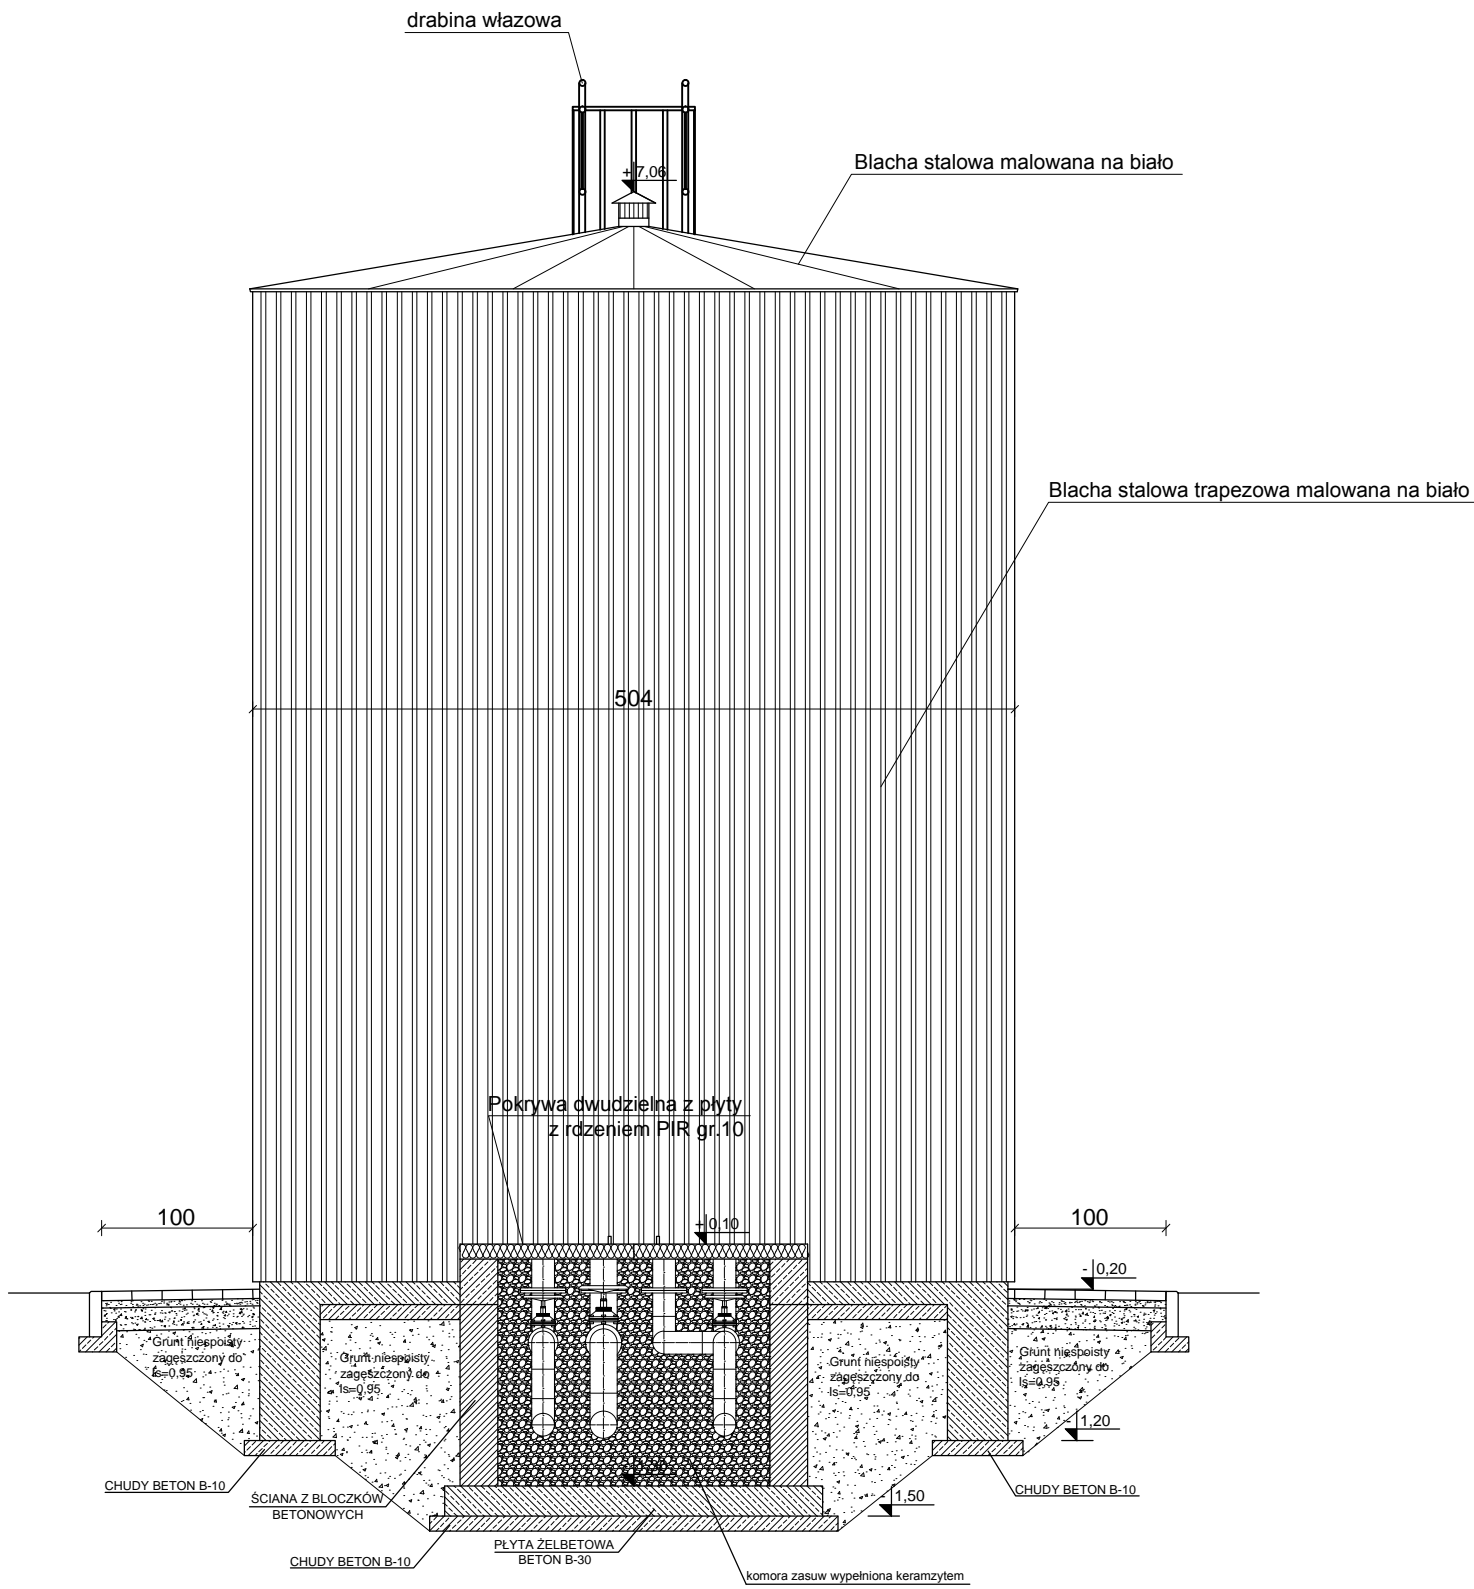 drabina włazowa
Blacha stalowa malowana na biało
+ 7,06
Blacha stalowa trapezowa malowana na biało
504
Pokrywa dwudzielna z płyty
z rdzeniem PIR gr.10
100
+ 0,10
100
- 0,20
Grunt niespoisty
zagęszczony do
Is=0,95
Grunt niespoisty
zagęszczony do
Is=0,95
Grunt niespoisty
zagęszczony do
Is=0,95
Grunt niespoisty
zagęszczony do
Is=0,95
- 1,20
CHUDY BETON B-10
ŚCIANA Z BLOCZKÓW
BETONOWYCH
- 1,50
CHUDY BETON B-10
CHUDY BETON B-10
PŁYTA ŻELBETOWA
BETON B-30
komora zasuw wypełniona keramzytem